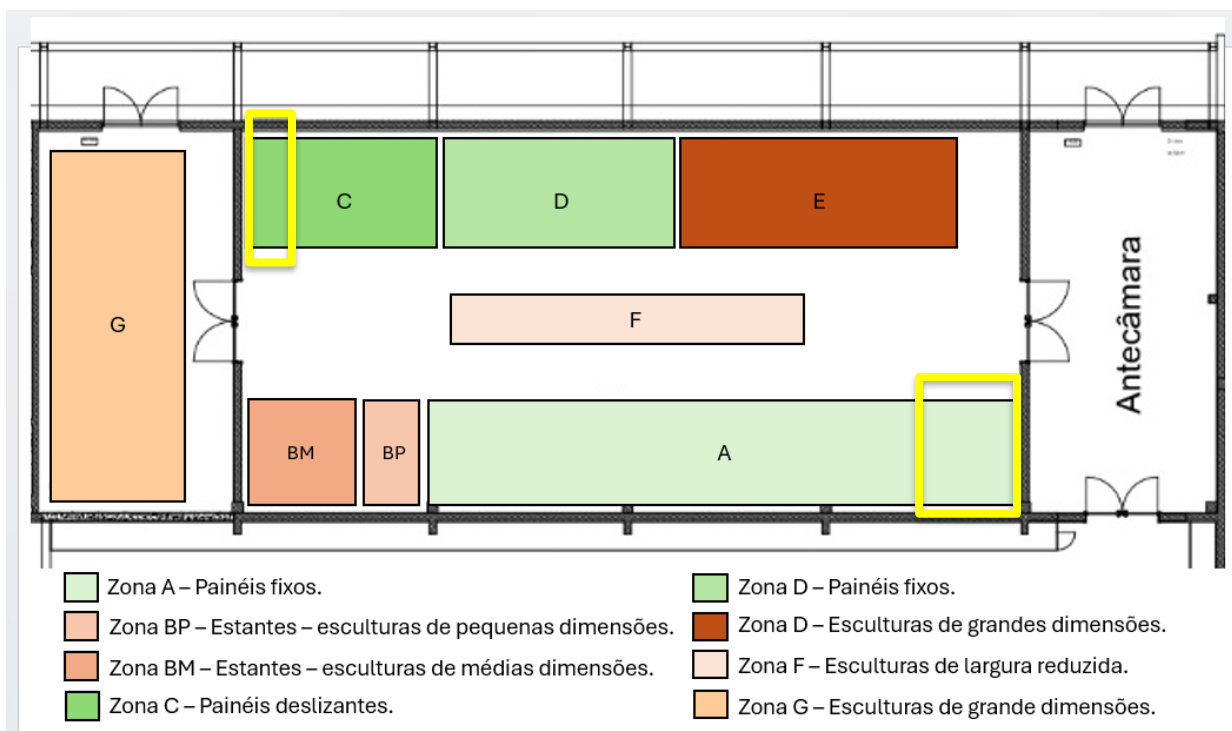 C
D
E
G
F
Antecâmara
BM
BP
A
Zona A – Painéis fixos.
Zona BP – Estantes – esculturas de pequenas dimensões.
Zona BM – Estantes – esculturas de médias dimensões.
Zona C – Painéis deslizantes.
Zona D – Painéis fixos.
Zona D – Esculturas de grandes dimensões.
Zona F – Esculturas de largura reduzida.
Zona G – Esculturas de grande dimensões.